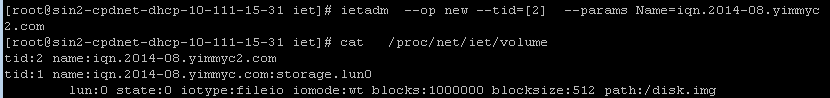 [root@sin2-cpdnet-dhcp-10-111-15-31 iet]# ietadm  --op new --tid=[2]  --params Name=iqn.2014-08.yimmyc
2.com
[root@sin2-cpdnet-dhcp-10-111-15-31 iet]# cat   /proc/net/iet/volume
tid:2 name:iqn.2014-08.yimmyc2.com
tid:1 name:iqn.2014-08.yimmyc.com:storage.lun0
        lun:0 state:0 iotype:fileio iomode:wt blocks:1000000 blocksize:512 path:/disk.img